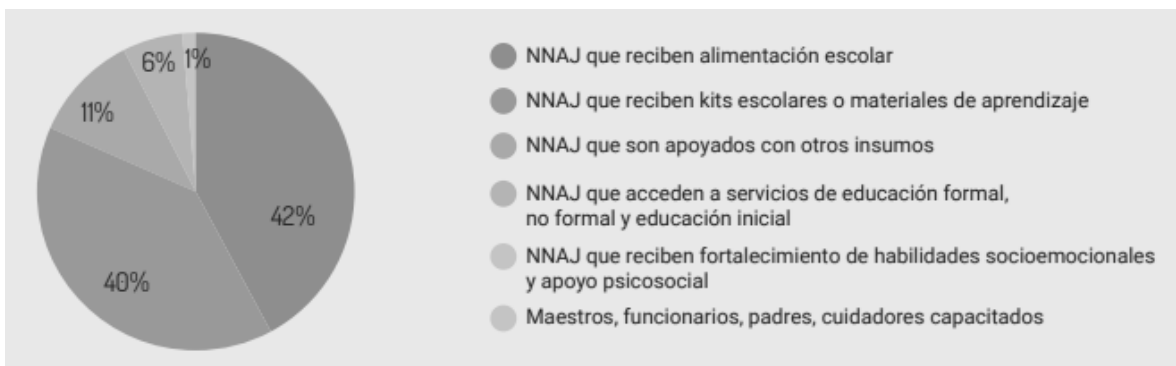 6%
1%
11%
42%
40%
NNAJ que reciben alimentación escolar
NNAJ que reciben kits escolares o materiales de aprendizaje
NNAJ que son apoyados con otros insumos
NNAJ que acceden a servicios de educación formal,
no formal y educación inicial
NNAJ que reciben fortalecimiento de habilidades socioemocionales
y apoyo psicosocial
Maestros, funcionarios, padres, cuidadores capacitados